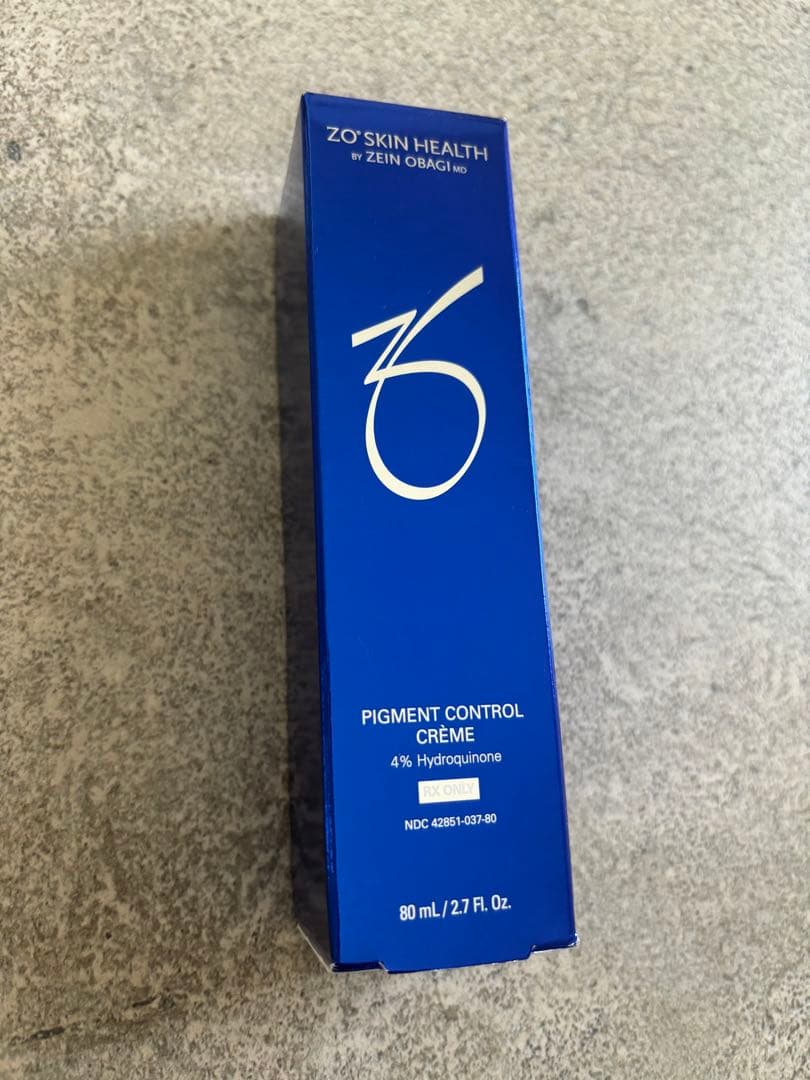 ZO® SKIN HEALTH
BY ZEIN OBAGI MD
ZO
PIGMENT CONTROL
CRÈME
4% Hydroquinone
RX ONLY
NDC 42851-037-80
80 mL / 2.7 Fl. Oz.